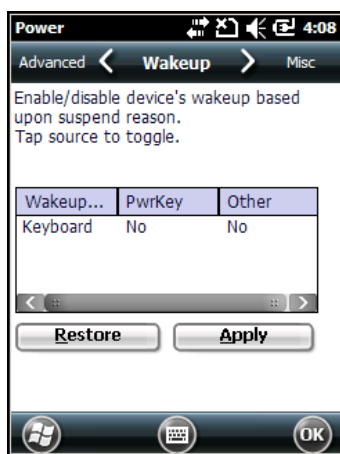 Power 4:08
Advanced Wakeup Misc
Enable/disable device's wakeup based
upon suspend reason.
Tap source to toggle.
Wakeup... PwrKey Other
Keyboard No No
Restore Apply
OK